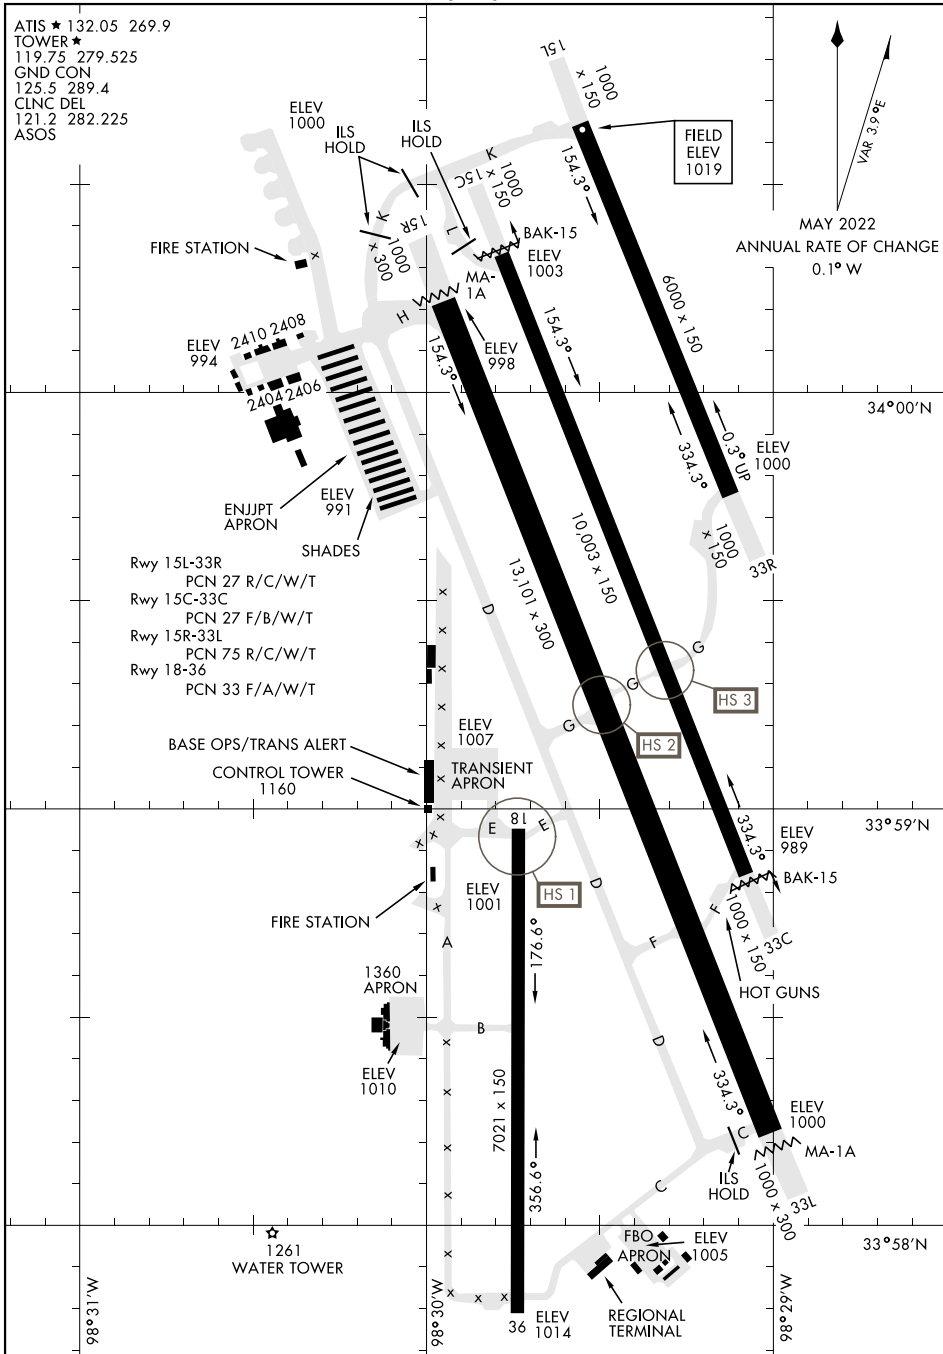 ATIS ★ 132.05 269.9
TOWER ★
119.75 279.525
GND CON
125.5 289.4
CLNC DEL
121.2 282.225
ASOS
15L
1000
x 150
FIELD
ELEV
1019
VAR 3.9°E
MAY 2022
ANNUAL RATE OF CHANGE
0.1° W
ELEV
1000
ILS
HOLD
ILS
HOLD
K
15C
1000
x 150
154.3°
K
15R
1000
x 300
L
BAK-15
ELEV
1003
FIRE STATION
x
MA-
1A
H
6000 x 150
ELEV
998
154.3°
154.3°
2410
2408
ELEV
994
2404
2406
34°00'N
334.3°
0.3° UP
ELEV
1000
ENJJPT
APRON
ELEV
991
SHADES
1000
x 150
33R
10,003 x 150
13,101 x 300
Rwy 15L-33R
PCN 27 R/C/W/T
Rwy 15C-33C
PCN 27 F/B/W/T
Rwy 15R-33L
PCN 75 R/C/W/T
Rwy 18-36
PCN 33 F/A/W/T
x
x
x
x
x
x
D
G
G
G
HS 3
HS 2
BASE OPS/TRANS ALERT
ELEV
1007
CONTROL TOWER
1160
TRANSIENT
APRON
x
x
x
E
18
E
HS 1
33°59'N
334.3°
ELEV
989
BAK-15
FIRE STATION
x
ELEV
1001
D
F
F
1000 x 150
33C
HOT GUNS
A
176.6°
1360
APRON
ELEV
1010
B
D
x
x
x
x
x
7021 x 150
356.6°
334.3°
ELEV
1000
C
C
ILS
HOLD
MA-1A
1000 x 300
33L
1261
WATER TOWER
FBO
APRON
ELEV
1005
33°58'N
x
x
x
36
ELEV
1014
REGIONAL
TERMINAL
98°31'W
98°30'W
98°29'W